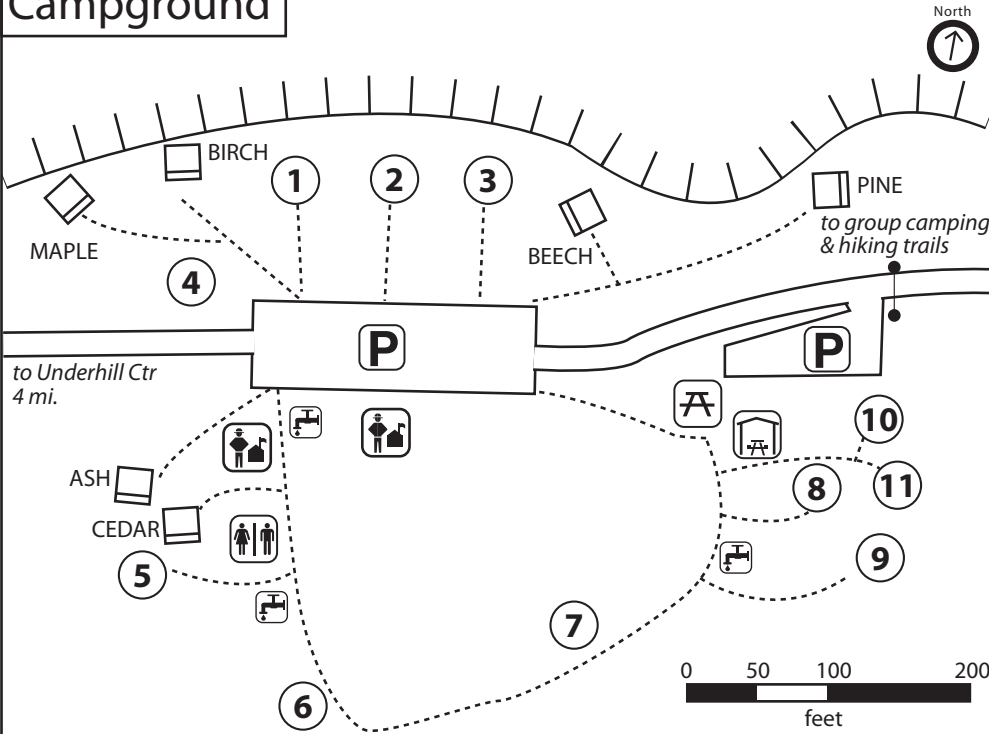 Campground
North
BIRCH
1
2
3
PINE
MAPLE
BEECH
to group camping
& hiking trails
4
P
P
to Underhill Ctr
4 mi.
10
ASH
8
11
CEDAR
5
9
7
6
0 50 100 200
feet